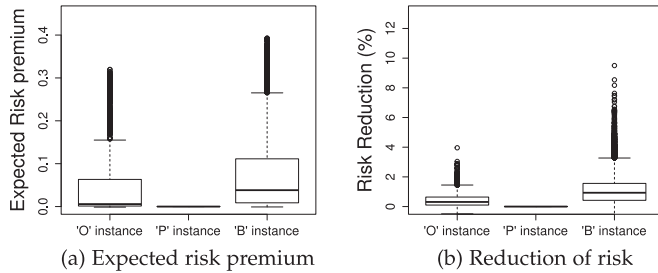 Expected Risk premium
0.4
0.3
0.2
0.1
0.0
'O' instance 'P' instance 'B' instance
(a) Expected risk premium
Risk Reduction (%)
12
10
8
6
4
2
0
'O' instance 'P' instance 'B' instance
(b) Reduction of risk